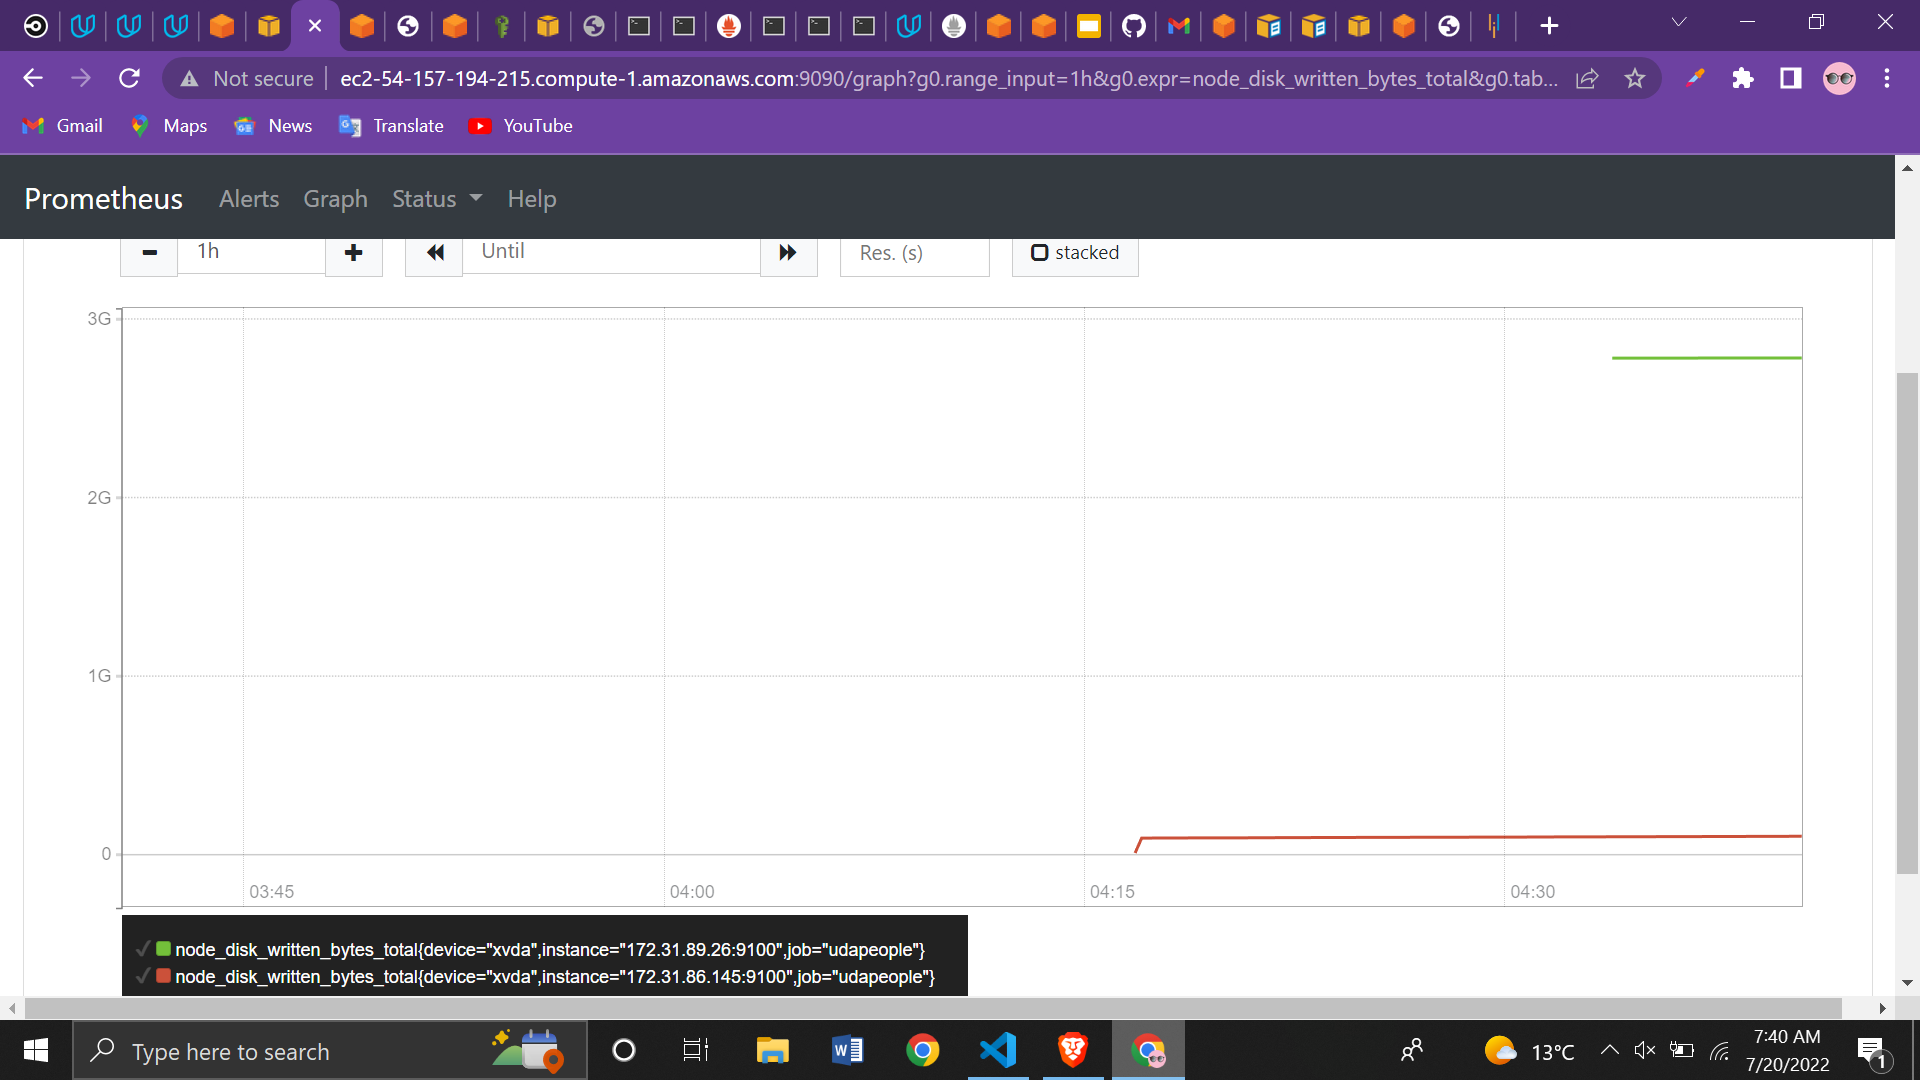 Not secure
ec2-54-157-194-215.compute-1.amazonaws.com:9090/graph?g0.range_input=1h&g0.expr=node_disk_written_bytes_total&g0.tab...
Gmail Maps News Translate YouTube
Prometheus Alerts Graph Status Help
1h Until Res. (s) stacked
3G
2G
1G
0
03:45 04:00 04:15 04:30
node_disk_written_bytes_total{device="xvda",instance="172.31.89.26:9100",job="udapeople"}
node_disk_written_bytes_total{device="xvda",instance="172.31.86.145:9100",job="udapeople"}
Type here to search
13°C
7:40 AM
7/20/2022
1